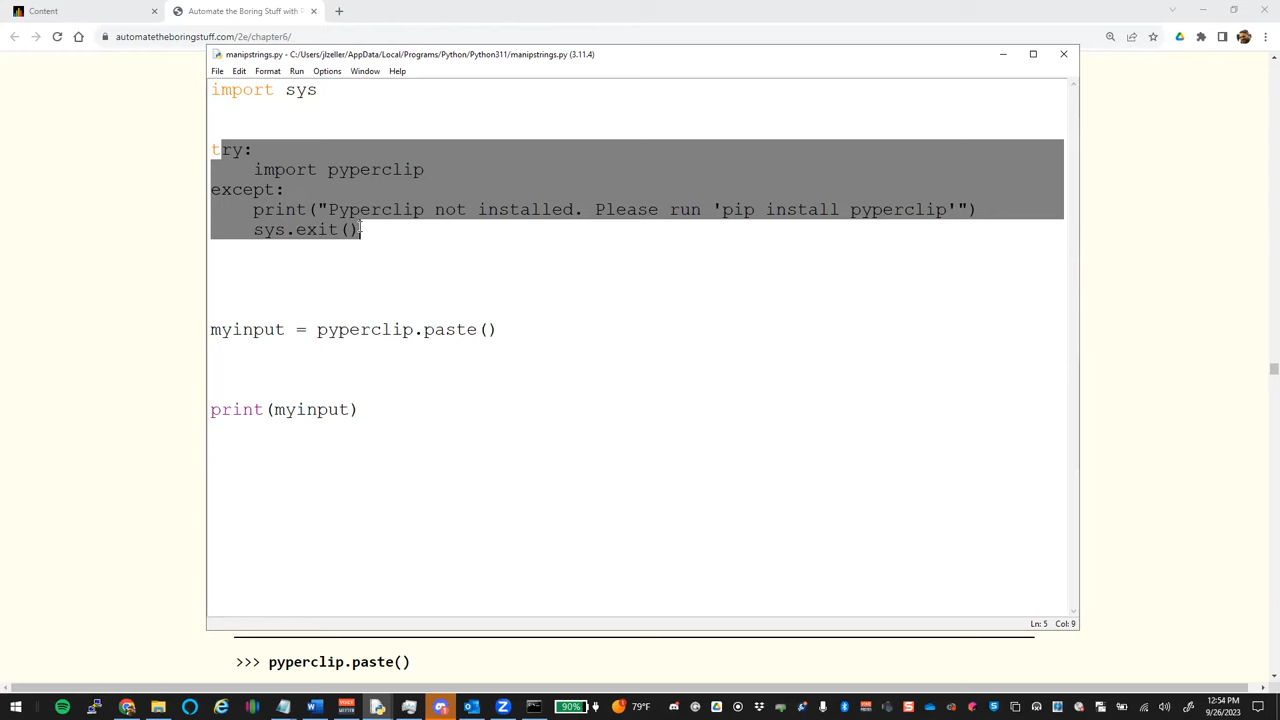 Content
Automate the Boring Stuff with P
automatetheboringstuff.com/2e/chapter6/
manipstrings.py - C:/Users/jlzeller/AppData/Local/Programs/Python/Python311/manipstrings.py (3.11.4)
File Edit Format Run Options Window Help
import sys
try:
    import pyperclip
except:
    print("Pyperclip not installed. Please run 'pip install pyperclip'")
    sys.exit()
myinput = pyperclip.paste()
print(myinput)
Ln: 5 Col: 9
>>> pyperclip.paste()
90%
79°F
12:54 PM
9/26/2023